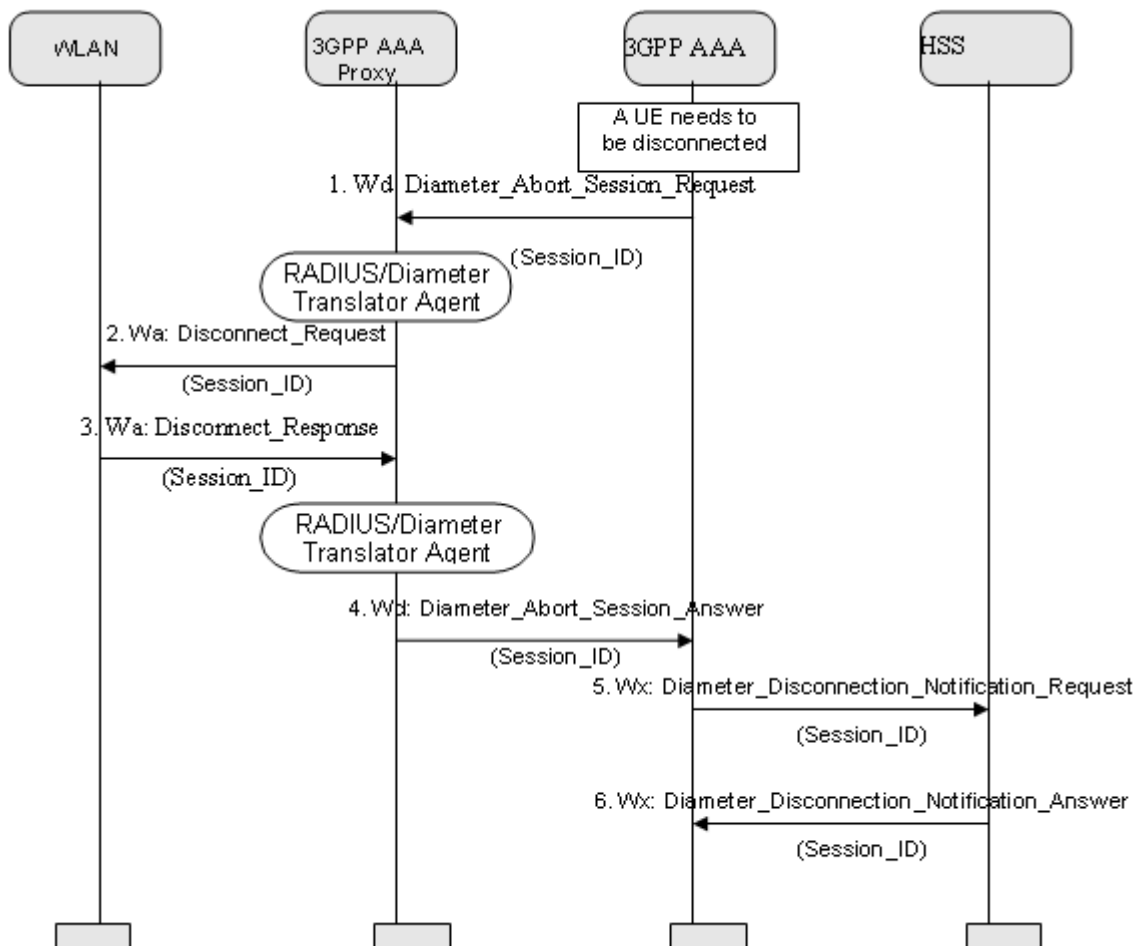 WLAN
3GPP AAA
Proxy
3GPP AAA
HSS
A UE needs to
be disconnected
1. Wd: Diameter_Abort_Session_Request
(Session_ID)
RADIUS/Diameter
Translator Agent
2. Wa: Disconnect_Request
(Session_ID)
3. Wa: Disconnect_Response
(Session_ID)
RADIUS/Diameter
Translator Agent
4. Wd: Diameter_Abort_Session_Answer
(Session_ID)
5. Wx: Diameter_Disconnection_Notification_Request
(Session_ID)
6. Wx: Diameter_Disconnection_Notification_Answer
(Session_ID)